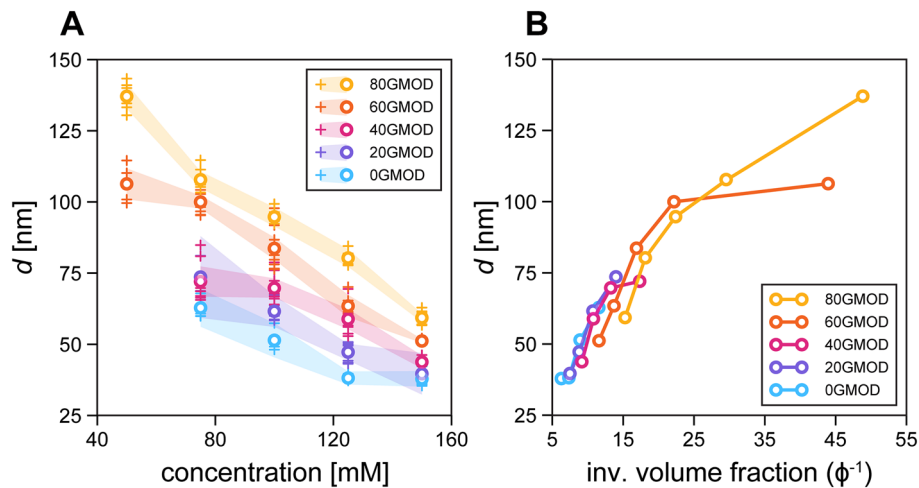 A
150
125
100
75
50
25
d [nm]
40
80
120
160
concentration [mM]
80GMOD
60GMOD
40GMOD
20GMOD
0GMOD
B
150
125
100
75
50
25
d [nm]
5
15
25
35
45
55
inv. volume fraction (ϕ⁻¹)
80GMOD
60GMOD
40GMOD
20GMOD
0GMOD